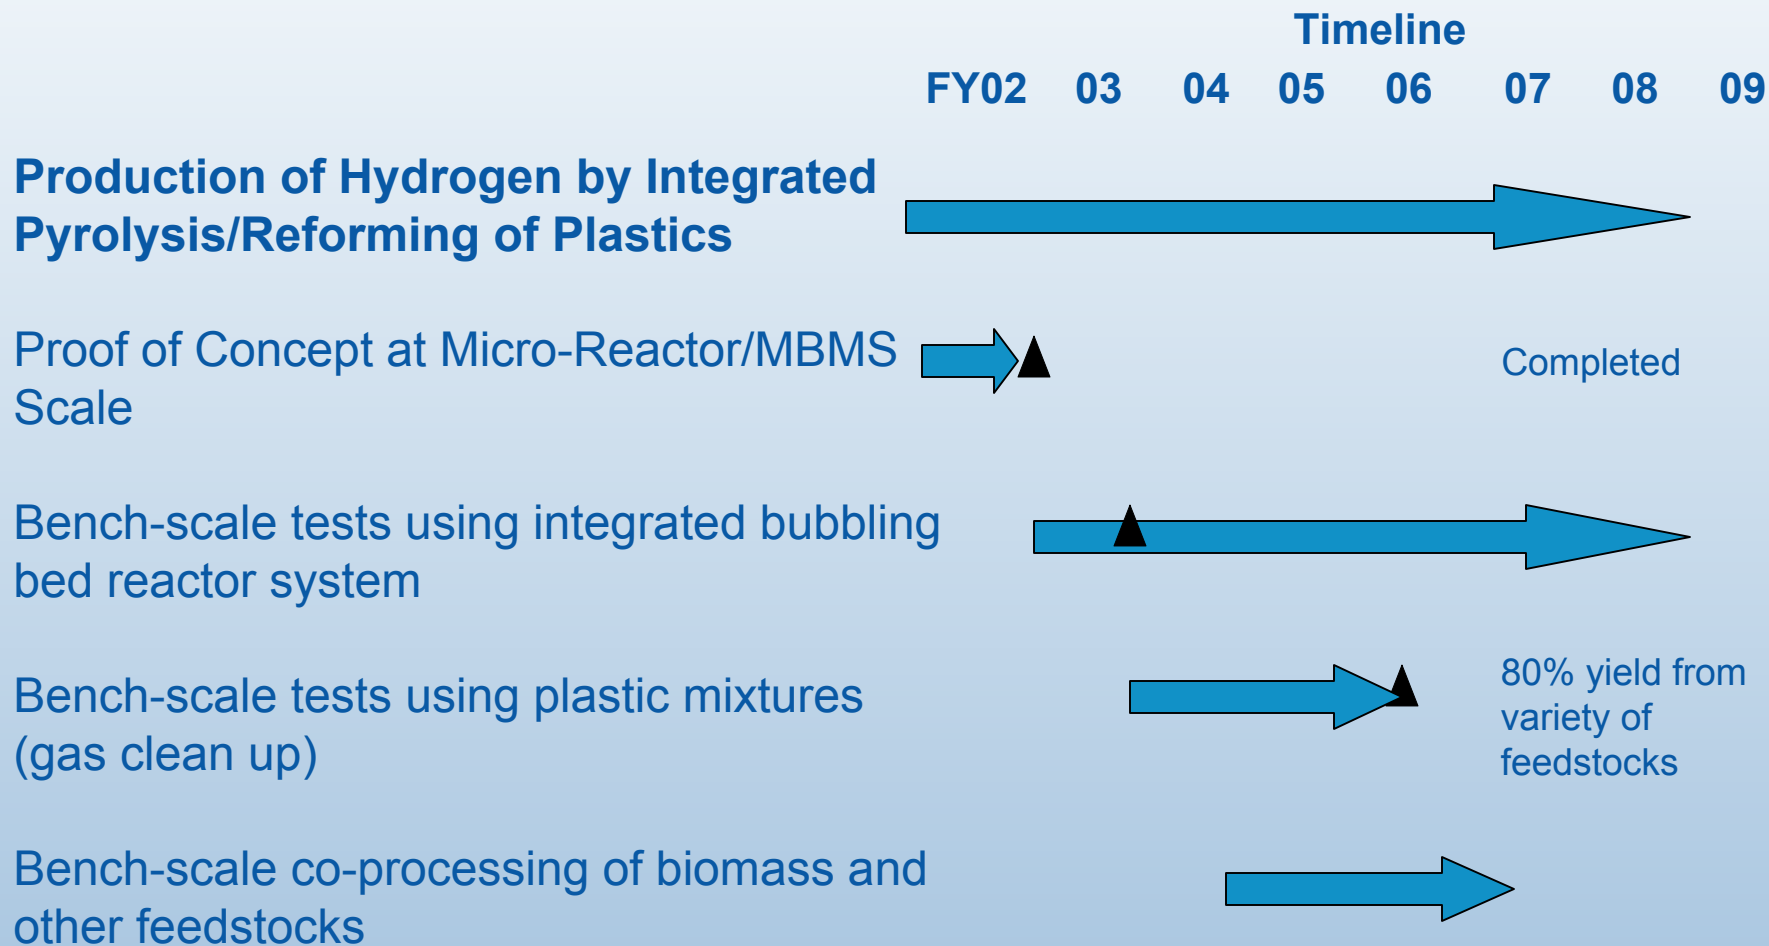 Timeline
FY02 03 04 05 06 07 08 09
Production of Hydrogen by Integrated
Pyrolysis/Reforming of Plastics
Proof of Concept at Micro-Reactor/MBMS
Scale
Completed
Bench-scale tests using integrated bubbling
bed reactor system
Bench-scale tests using plastic mixtures
(gas clean up)
80% yield from
variety of
feedstocks
Bench-scale co-processing of biomass and
other feedstocks